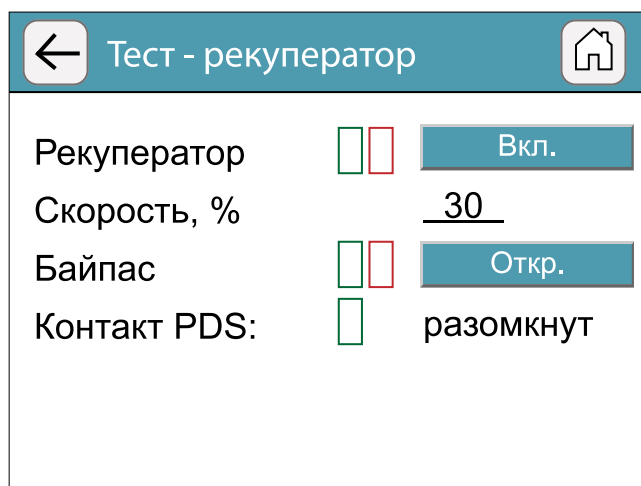 Тест - рекуператор
Рекуператор Вкл.
Скорость, % 30
Байпас Откр.
Контакт PDS: разомкнут